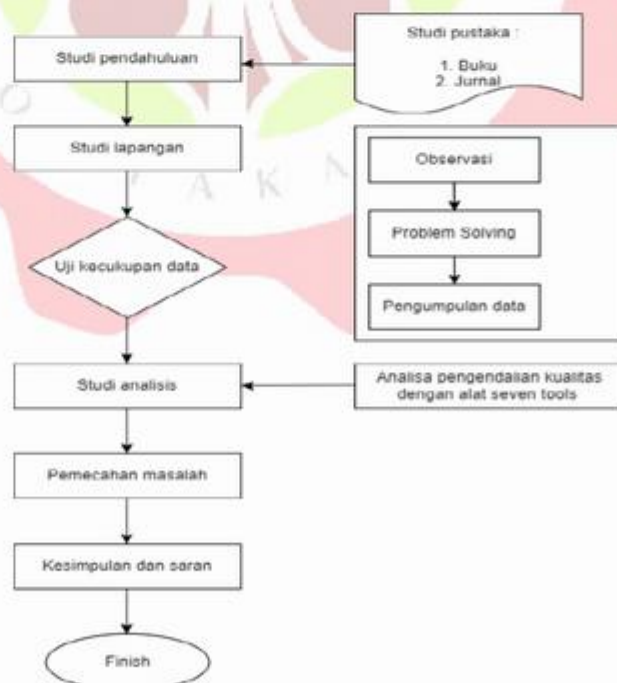 Studi pendahuluan
Studi pustaka :
1. Buku
2. Jurnal
Studi lapangan
Observasi
Problem Solving
Pengumpulan data
Uji kecukupan data
Studi analisis
Analisa pengendalian kualitas
dengan alat seven tools
Pemecahan masalah
Kesimpulan dan saran
Finish